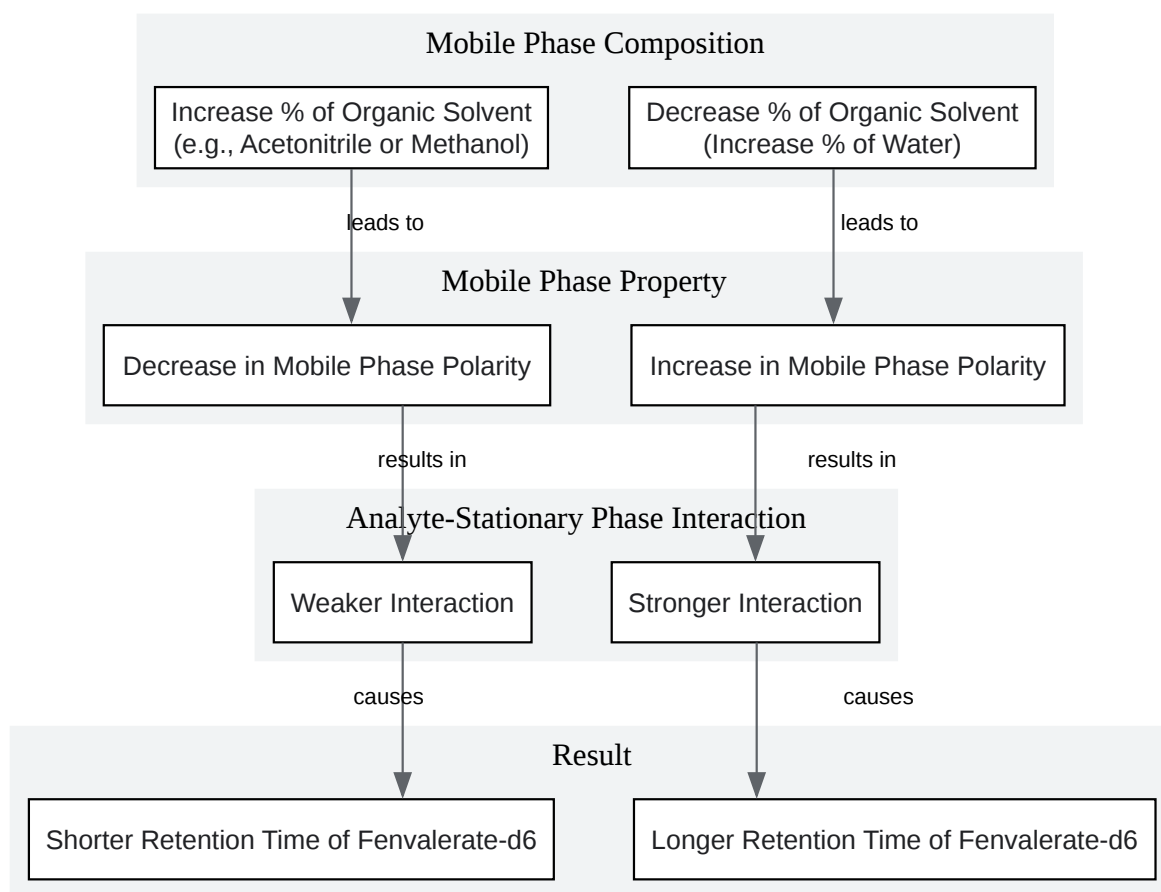 Mobile Phase Composition
Increase % of Organic Solvent
(e.g., Acetonitrile or Methanol)
Decrease % of Organic Solvent
(Increase % of Water)
leads to
leads to
Mobile Phase Property
Decrease in Mobile Phase Polarity
Increase in Mobile Phase Polarity
results in
results in
Analyte-Stationary Phase Interaction
Weaker Interaction
Stronger Interaction
causes
causes
Result
Shorter Retention Time of Fenvalerate-d6
Longer Retention Time of Fenvalerate-d6